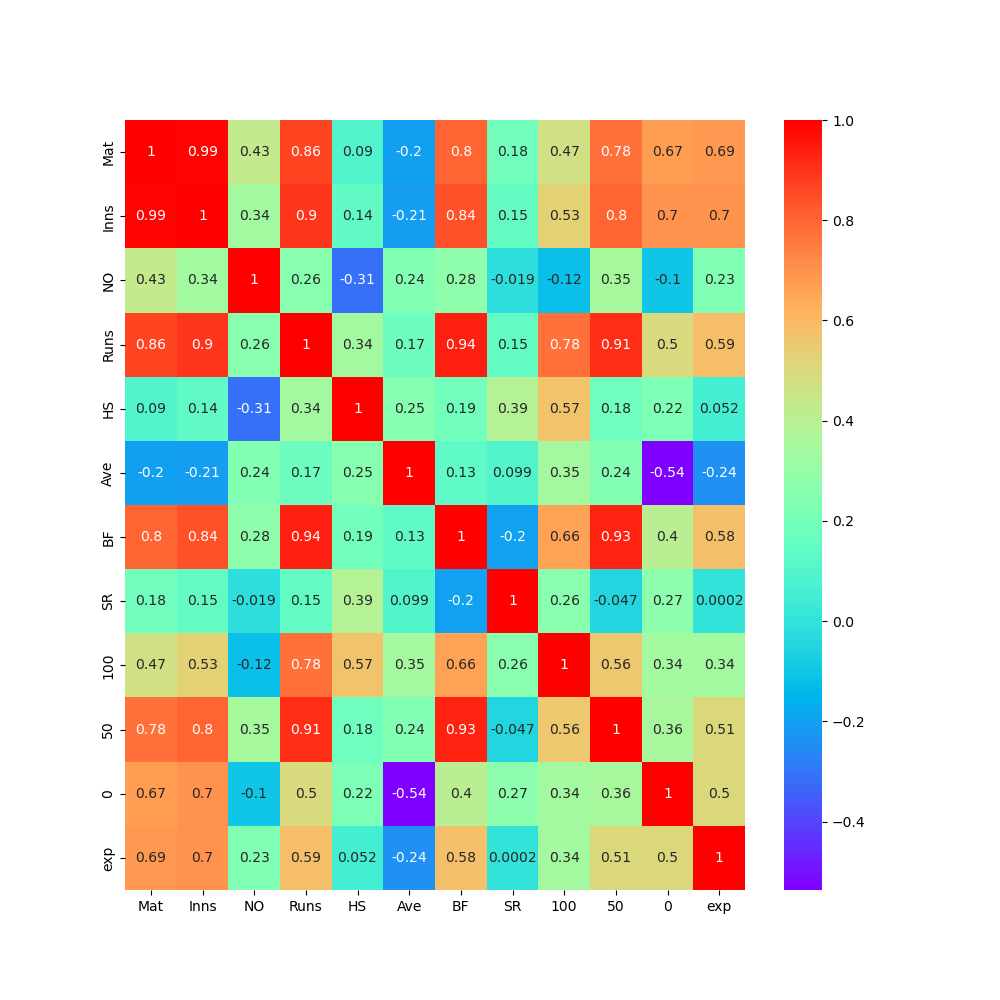 1.0
Mat 1 0.99 0.43 0.86 0.09 -0.2 0.8 0.18 0.47 0.78 0.67 0.69
Inns 0.99 1 0.34 0.9 0.14 -0.21 0.84 0.15 0.53 0.8 0.7 0.7
0.8
NO 0.43 0.34 1 0.26 -0.31 0.24 0.28 -0.019 -0.12 0.35 -0.1 0.23
0.6
Runs 0.86 0.9 0.26 1 0.34 0.17 0.94 0.15 0.78 0.91 0.5 0.59
HS 0.09 0.14 -0.31 0.34 1 0.25 0.19 0.39 0.57 0.18 0.22 0.052
0.4
Ave -0.2 -0.21 0.24 0.17 0.25 1 0.13 0.099 0.35 0.24 -0.54 -0.24
0.2
BF 0.8 0.84 0.28 0.94 0.19 0.13 1 -0.2 0.66 0.93 0.4 0.58
SR 0.18 0.15 -0.019 0.15 0.39 0.099 -0.2 1 0.26 -0.047 0.27 0.0002
0.0
100 0.47 0.53 -0.12 0.78 0.57 0.35 0.66 0.26 1 0.56 0.34 0.34
−0.2
50 0.78 0.8 0.35 0.91 0.18 0.24 0.93 -0.047 0.56 1 0.36 0.51
0 0.67 0.7 -0.1 0.5 0.22 -0.54 0.4 0.27 0.34 0.36 1 0.5
−0.4
exp 0.69 0.7 0.23 0.59 0.052 -0.24 0.58 0.0002 0.34 0.51 0.5 1
Mat Inns NO Runs HS Ave BF SR 100 50 0 exp